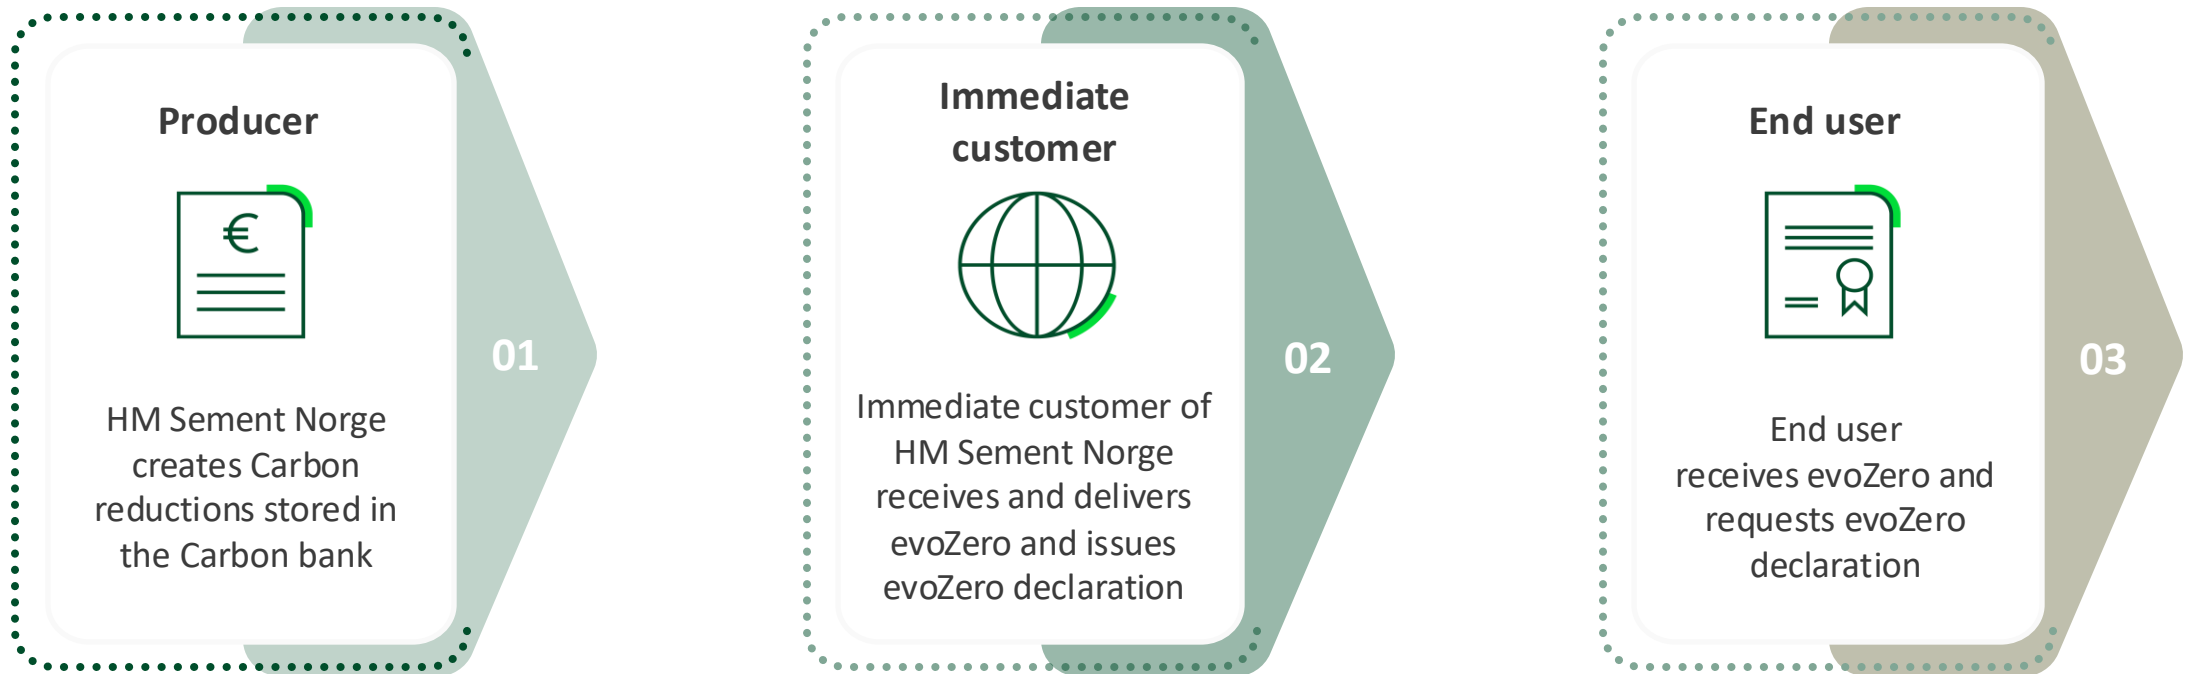 Producer
€
HM Sement Norge
creates Carbon
reductions stored in
the Carbon bank
01
Immediate
customer
Immediate customer of
HM Sement Norge
receives and delivers
evoZero and issues
evoZero declaration
02
End user
End user
receives evoZero and
requests evoZero
declaration
03